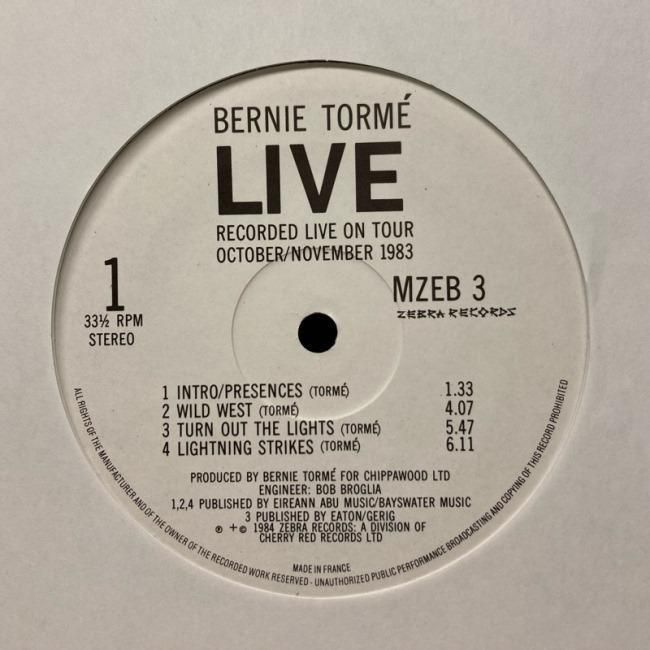 BERNIE TORMÉ
LIVE
RECORDED LIVE ON TOUR
OCTOBER/NOVEMBER 1983
1
33½ RPM
STEREO
MZEB 3
ZEBRA RECORDS
1 INTRO/PRESENCES (TORMÉ) 1.33
2 WILD WEST (TORMÉ) 4.07
3 TURN OUT THE LIGHTS (TORMÉ) 5.47
4 LIGHTNING STRIKES (TORMÉ) 6.11
PRODUCED BY BERNIE TORMÉ FOR CHIPPAWOOD LTD
ENGINEER: BOB BROGLIA
1,2,4 PUBLISHED BY EIREANN ABU MUSIC/BAYSWATER MUSIC
3 PUBLISHED BY EATON/GERIG
℗ + © 1984 ZEBRA RECORDS: A DIVISION OF
CHERRY RED RECORDS LTD
MADE IN FRANCE
ALL RIGHTS OF THE MANUFACTURER AND OF THE OWNER OF THE RECORDED WORK RESERVED - UNAUTHORIZED PUBLIC PERFORMANCE BROADCASTING AND COPYING OF THIS RECORD PROHIBITED